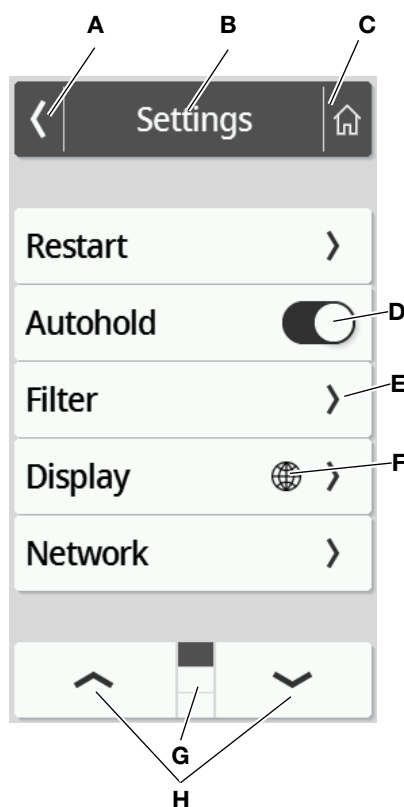 A B C
Settings
Restart
Autohold
D
Filter
E
Display
F
Network
G
H